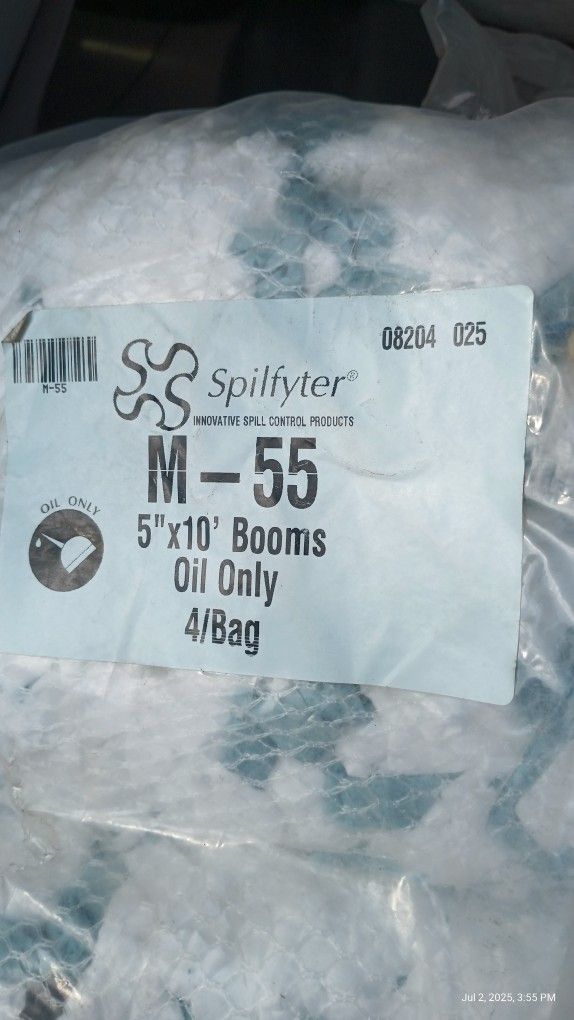 08204 025
M-55
Spilfyter®
INNOVATIVE SPILL CONTROL PRODUCTS
M-55
OIL ONLY
5"x10' Booms
Oil Only
4/Bag
Jul 2, 2025, 3:55 PM